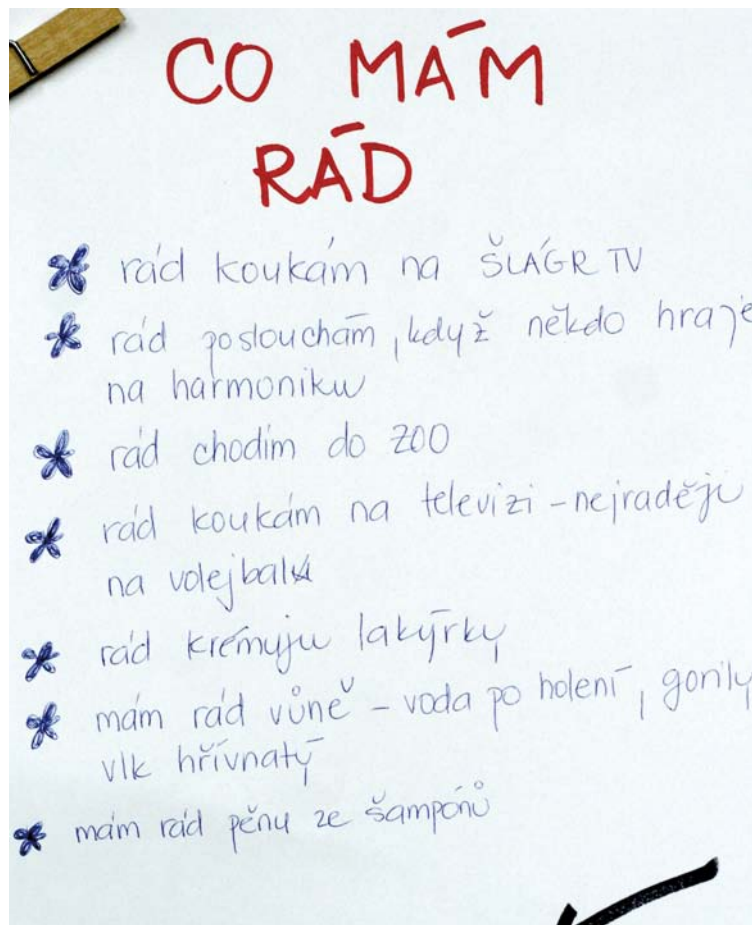 CO MÁM
RÁD
rád koukám na ŠLÁGR TV
rád poslouchám, když někdo hraje
na harmoniku
rád chodím do ZOO
rád koukám na televizi - nejraději
na volejbal
rád krémuju lakýrky
mám rád vůně - voda po holení, gorily,
vlk hřívnatý
mám rád pěnu ze šampónů